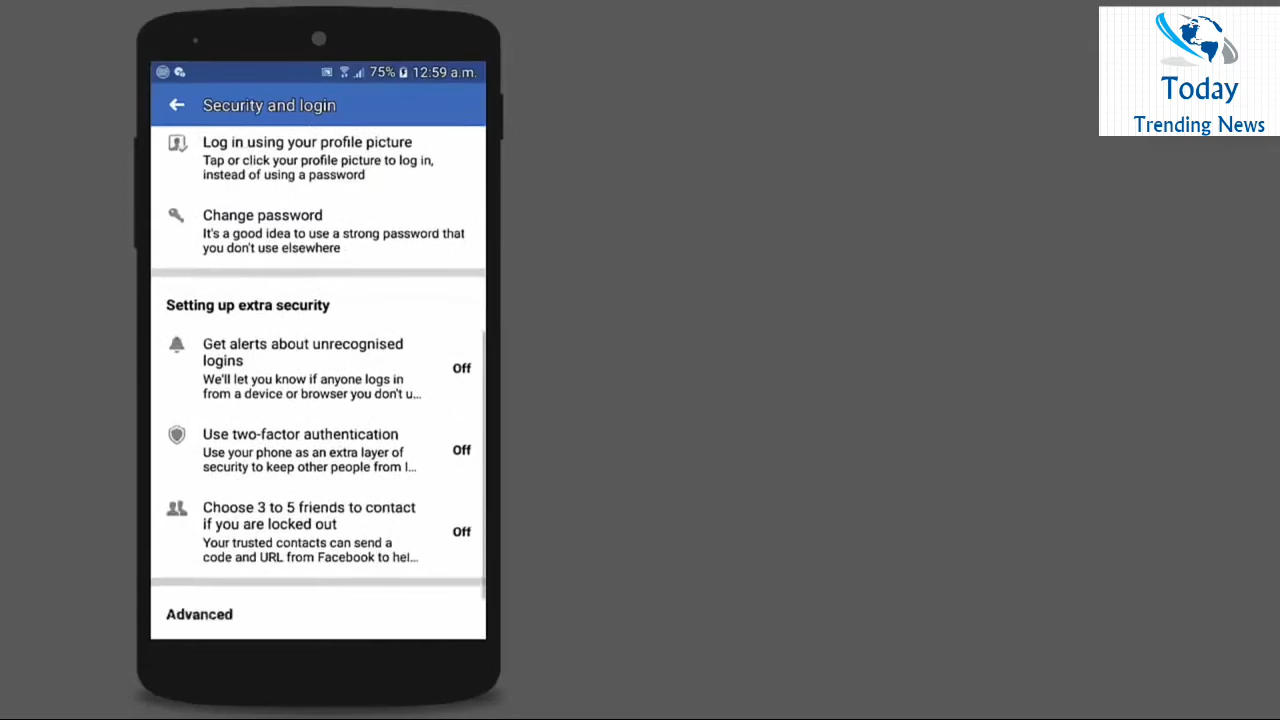 75% 12:59 a.m.
Security and login
Log in using your profile picture
Tap or click your profile picture to log in,
instead of using a password
Change password
It's a good idea to use a strong password that
you don't use elsewhere
Setting up extra security
Get alerts about unrecognised
logins
Off
We'll let you know if anyone logs in
from a device or browser you don't u...
Use two-factor authentication
Off
Use your phone as an extra layer of
security to keep other people from l...
Choose 3 to 5 friends to contact
if you are locked out
Off
Your trusted contacts can send a
code and URL from Facebook to hel...
Advanced
Today
Trending News